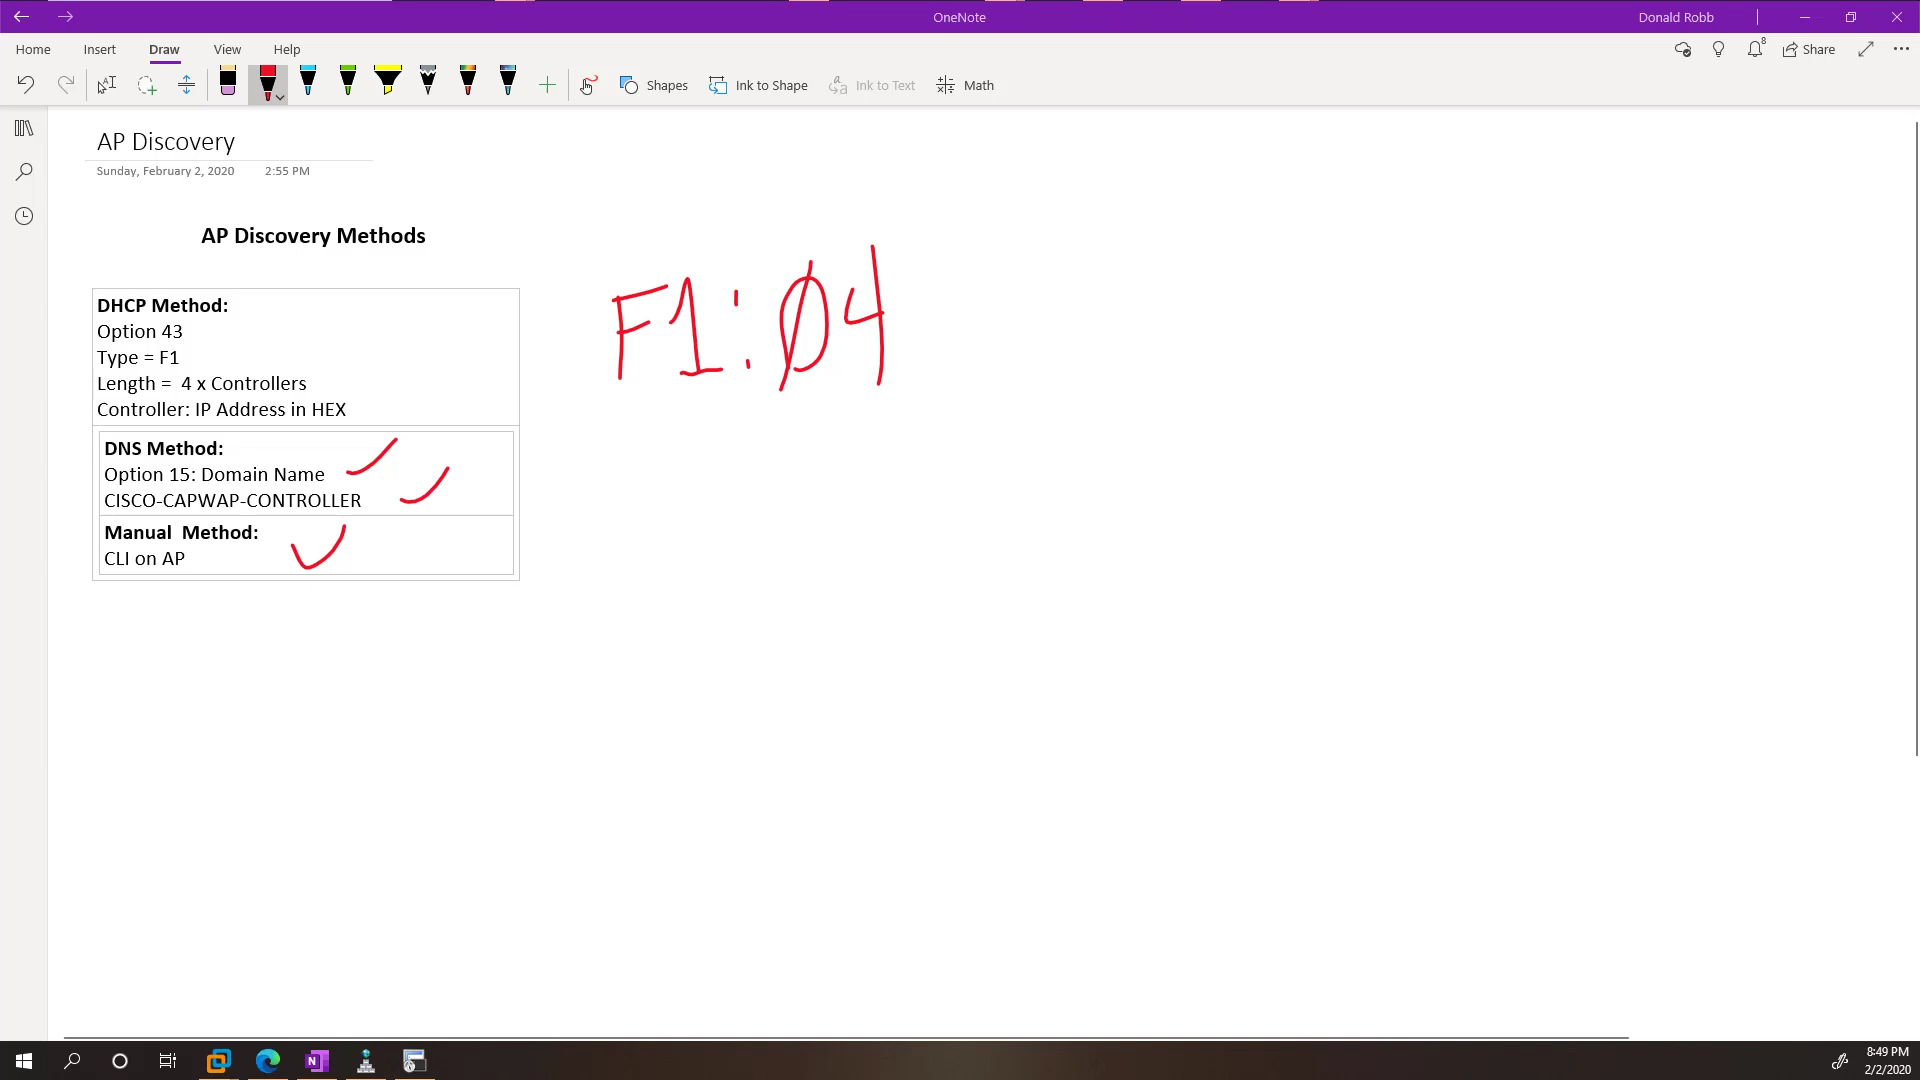 OneNote
Donald Robb
Home Insert Draw View Help
8
Share
Shapes
Ink to Shape
Ink to Text
Math
AP Discovery
Sunday, February 2, 2020 2:55 PM
AP Discovery Methods
DHCP Method:
Option 43
Type = F1
Length = 4 x Controllers
Controller: IP Address in HEX
DNS Method:
Option 15: Domain Name
CISCO-CAPWAP-CONTROLLER
Manual Method:
CLI on AP
F1:04
8:49 PM
2/2/2020